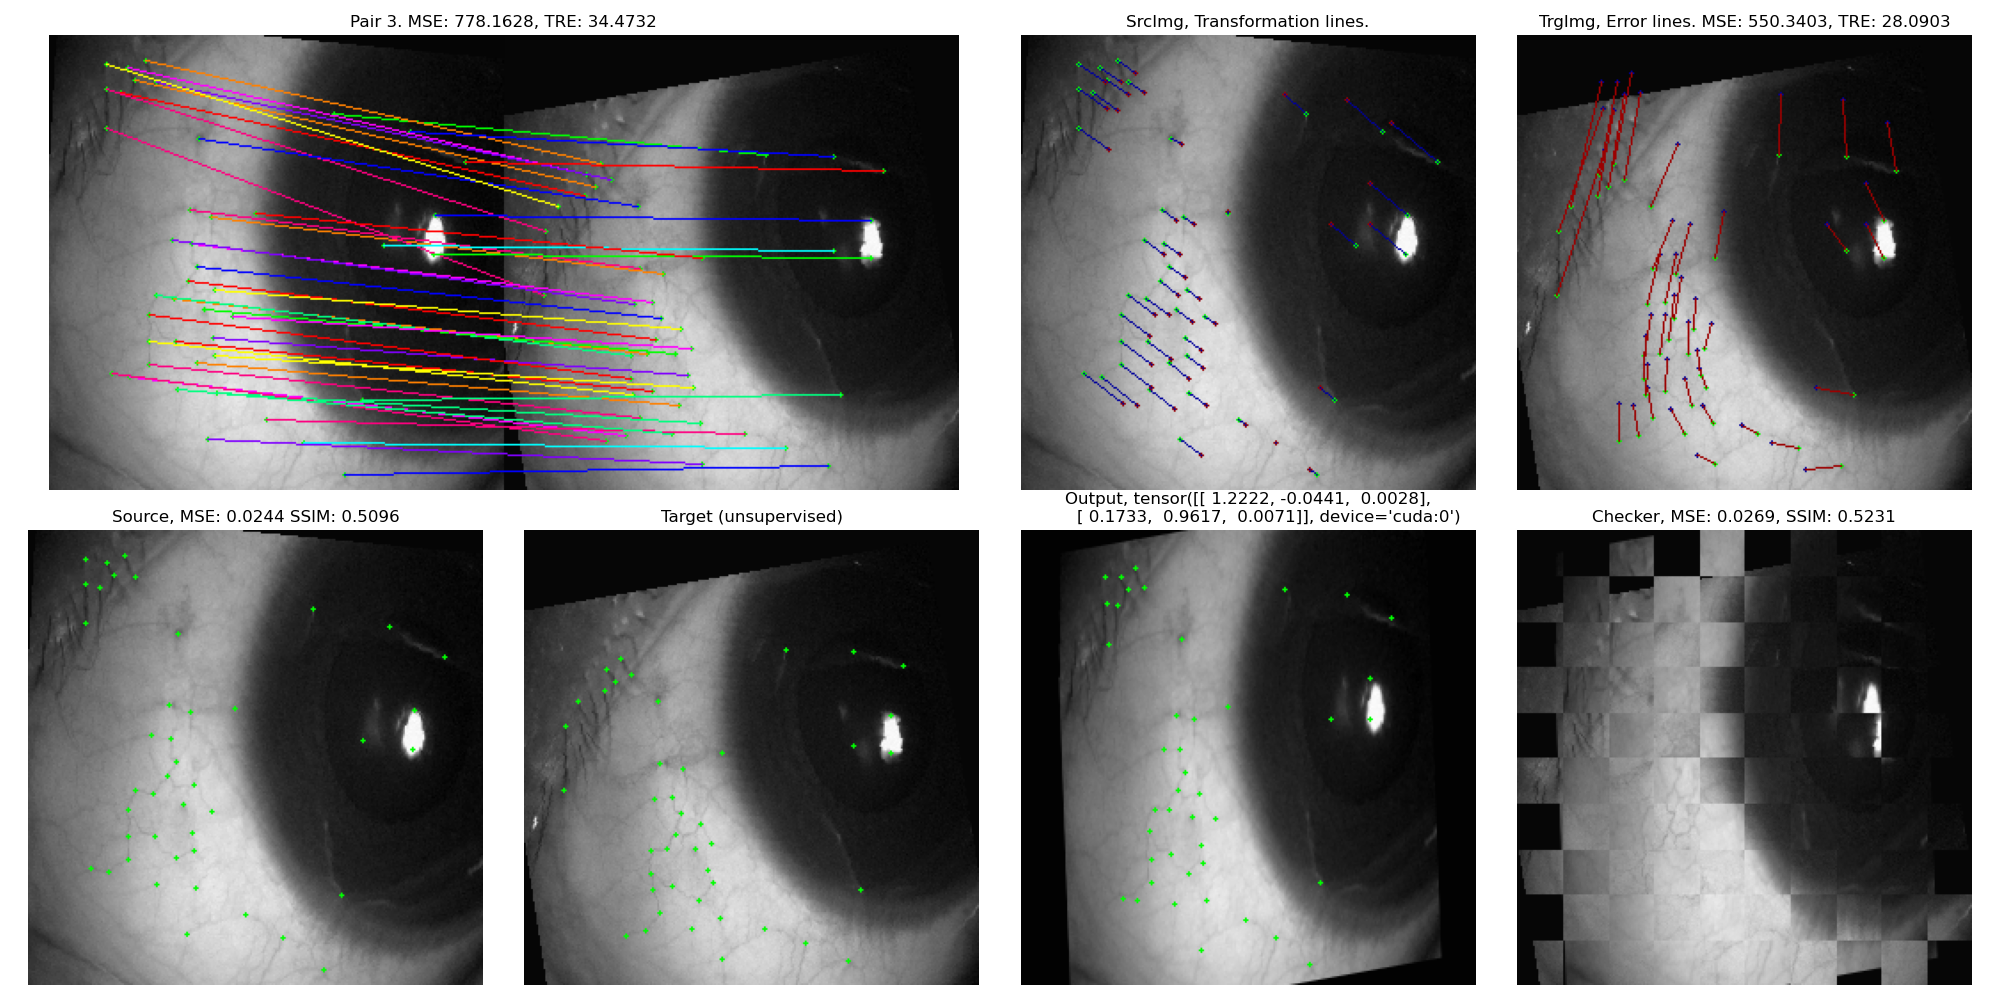 Pair 3. MSE: 778.1628, TRE: 34.4732
SrcImg, Transformation lines.
TrgImg, Error lines. MSE: 550.3403, TRE: 28.0903
Source, MSE: 0.0244 SSIM: 0.5096
Target (unsupervised)
Output, tensor([[ 1.2222, -0.0441,  0.0028],
[ 0.1733,  0.9617,  0.0071]], device='cuda:0')
Checker, MSE: 0.0269, SSIM: 0.5231